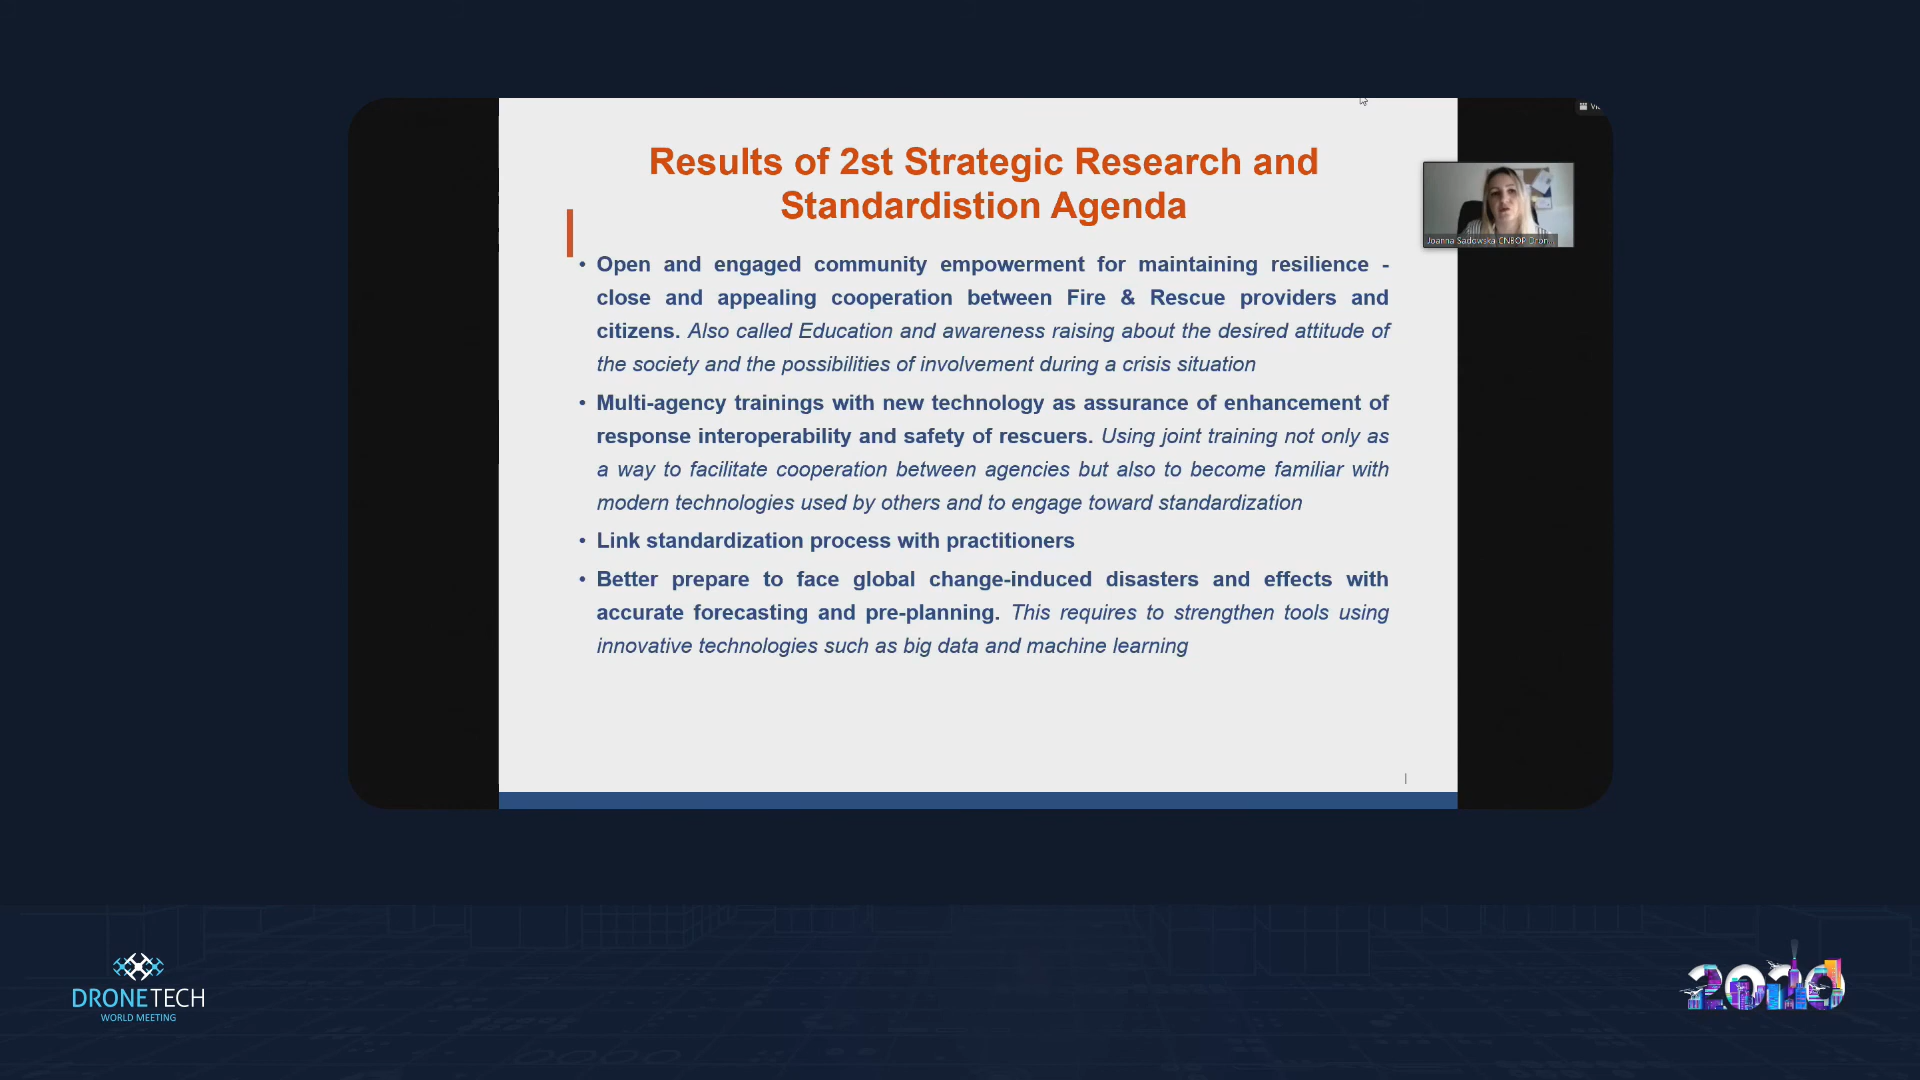 Results of 2st Strategic Research and
Standardistion Agenda
• Open and engaged community empowerment for maintaining resilience -
close and appealing cooperation between Fire & Rescue providers and
citizens. Also called Education and awareness raising about the desired attitude of
the society and the possibilities of involvement during a crisis situation
• Multi-agency trainings with new technology as assurance of enhancement of
response interoperability and safety of rescuers. Using joint training not only as
a way to facilitate cooperation between agencies but also to become familiar with
modern technologies used by others and to engage toward standardization
• Link standardization process with practitioners
• Better prepare to face global change-induced disasters and effects with
accurate forecasting and pre-planning. This requires to strengthen tools using
innovative technologies such as big data and machine learning
Joanna Sadowska CNBOP Dron...
DRONETECH
WORLD MEETING
2020